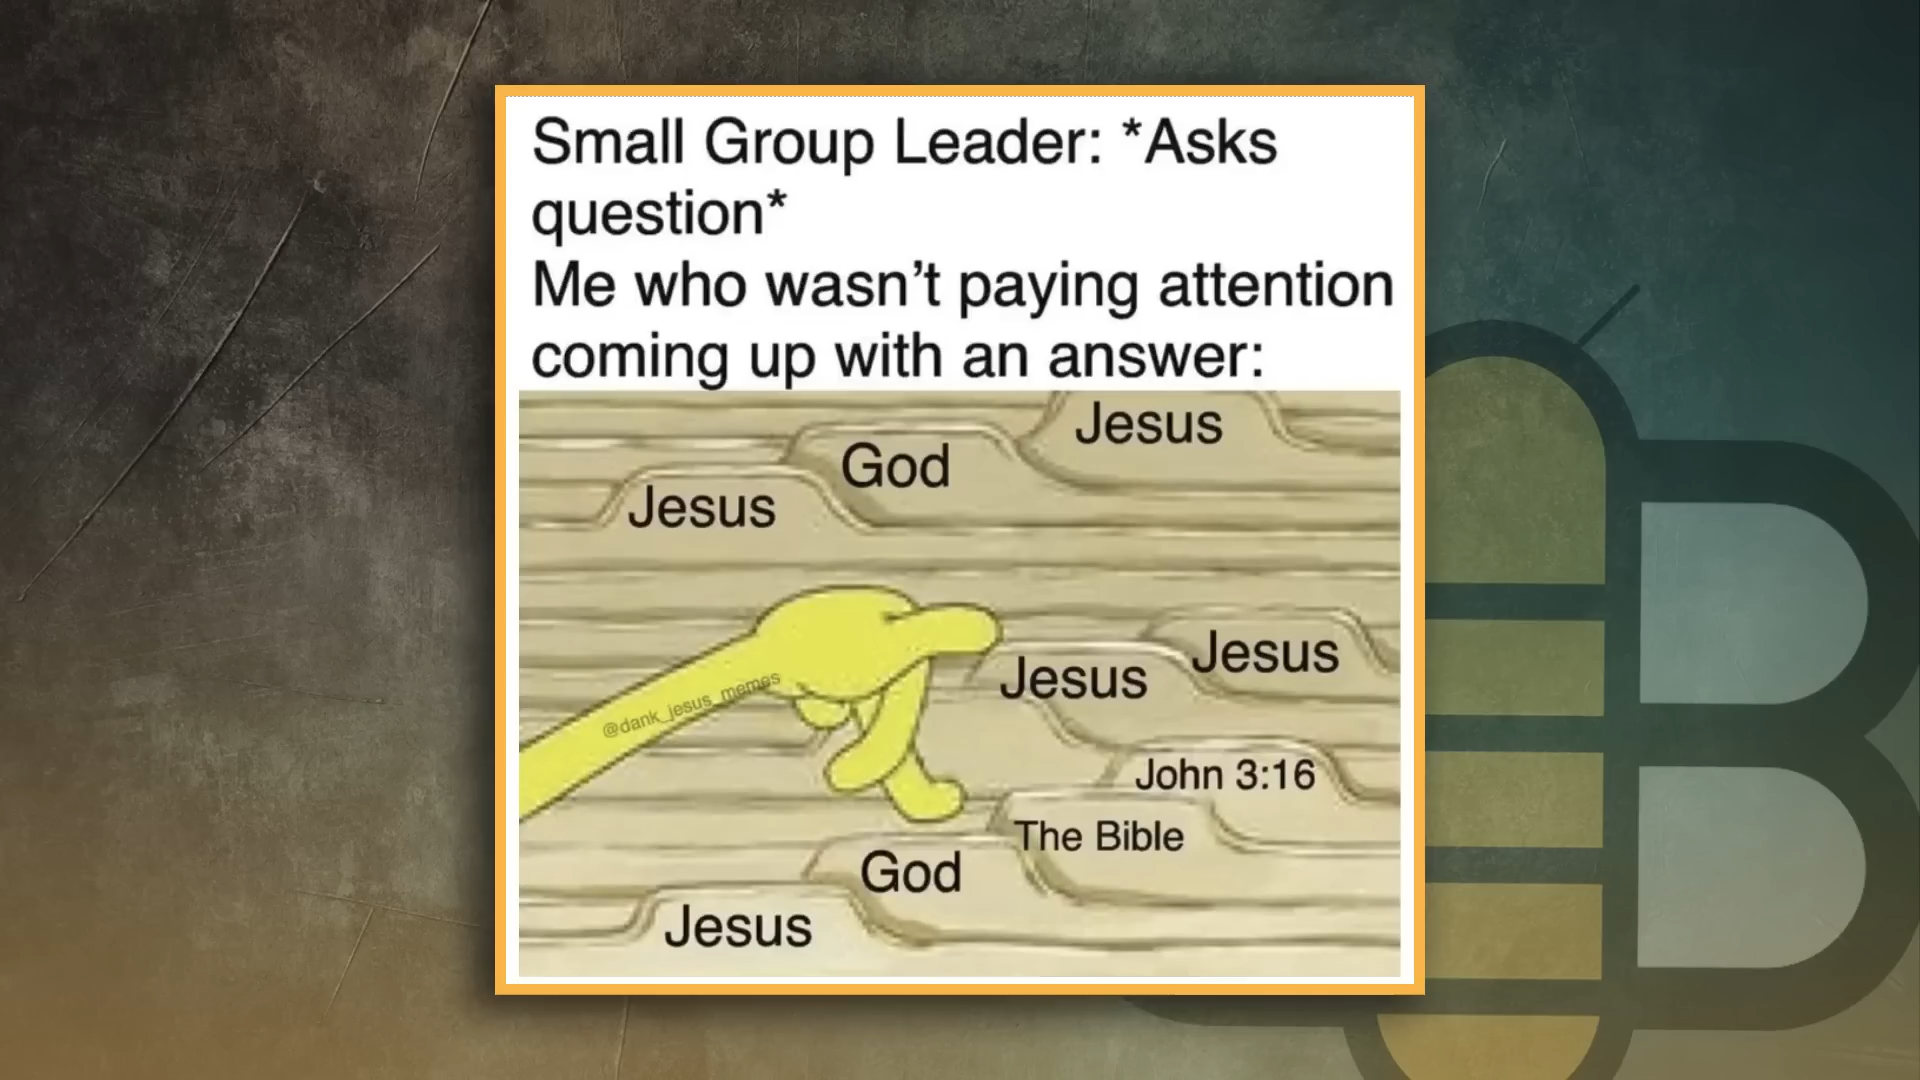 Small Group Leader: *Asks
question*
Me who wasn't paying attention
coming up with an answer:
Jesus
God
Jesus
Jesus
Jesus
@dank_jesus_memes
John 3:16
The Bible
God
Jesus